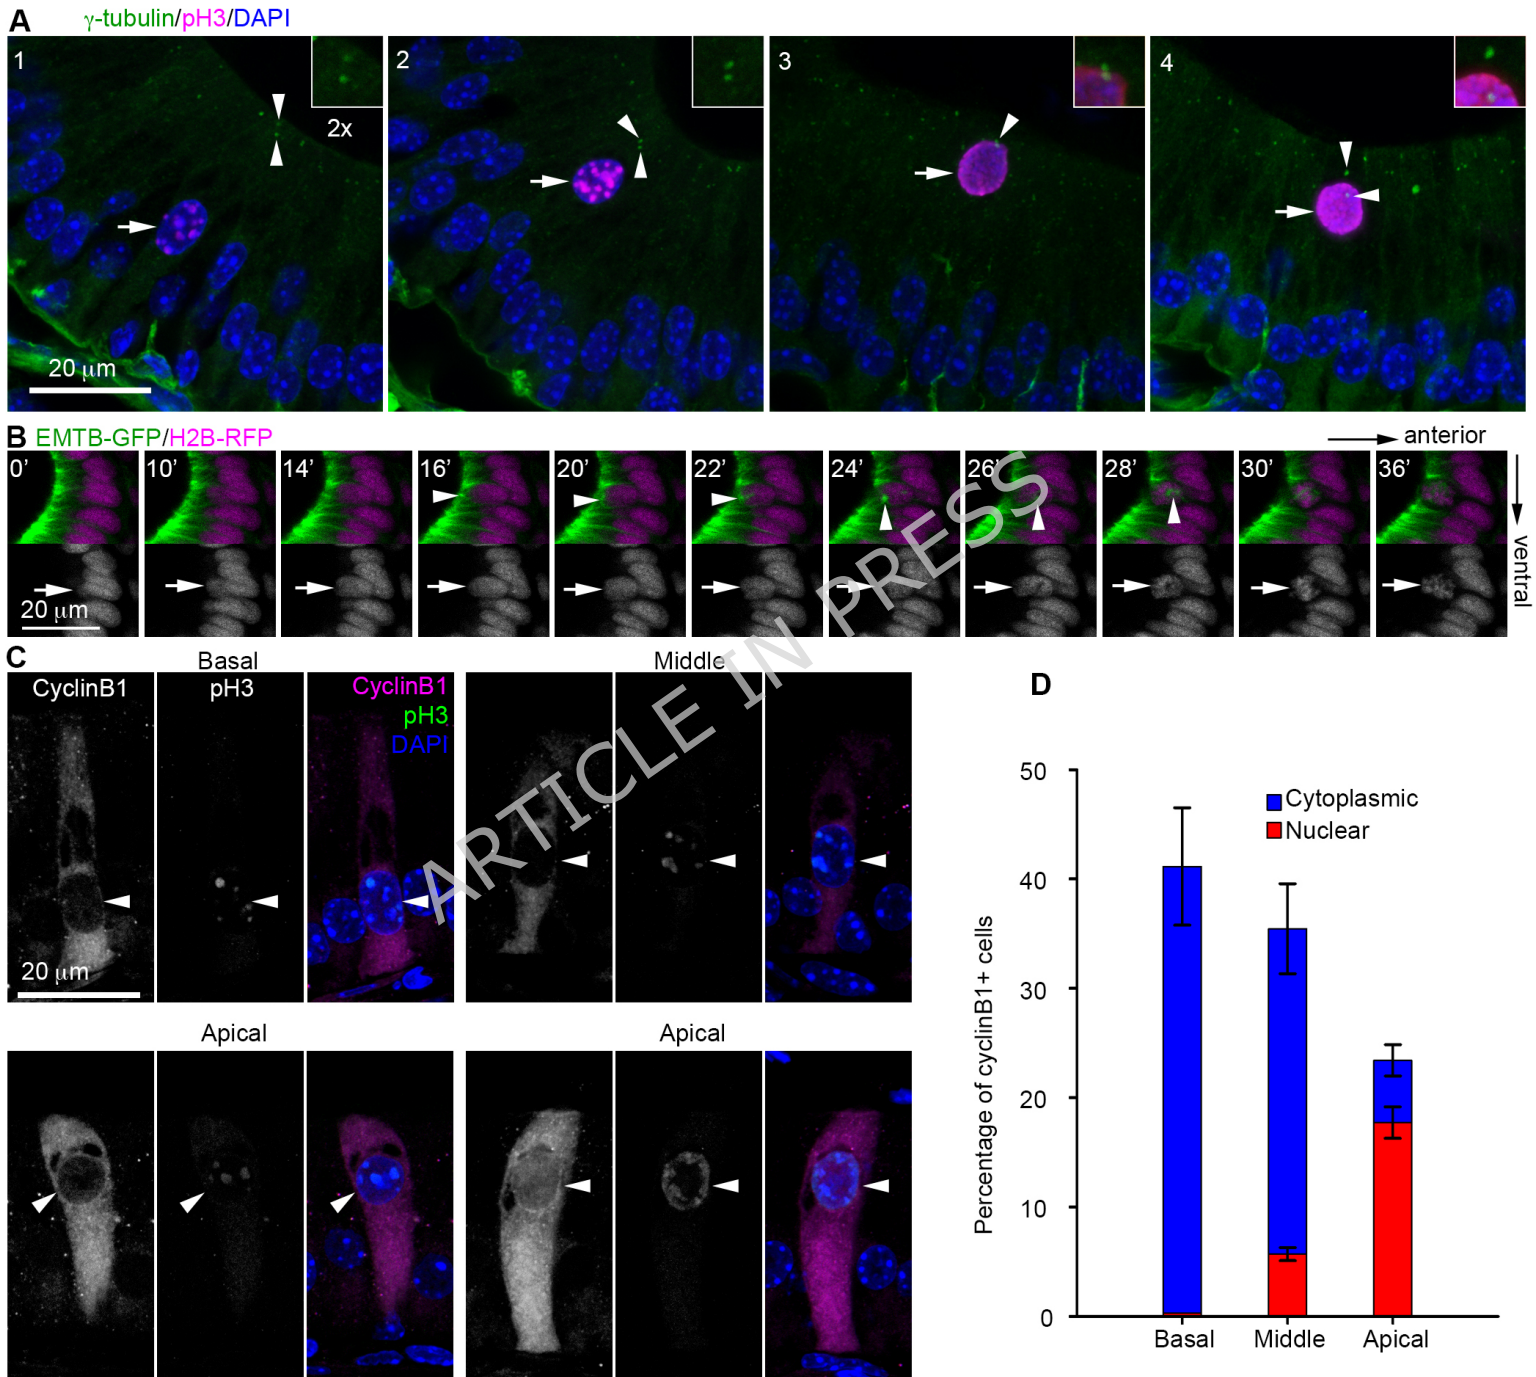 A
γ-tubulin/pH3/DAPI
1
2x
20 μm
2
3
4
B
EMTB-GFP/H2B-RFP
anterior
ventral
0’
10’
14’
16’
20’
22’
24’
26’
28’
30’
36’
20 μm
C
Basal
CyclinB1
pH3
CyclinB1
pH3
DAPI
20 μm
Middle
Apical
Apical
ARTICLE IN PRESS
D
Percentage of cyclinB1+ cells
50
40
30
20
10
0
Cytoplasmic
Nuclear
Basal
Middle
Apical